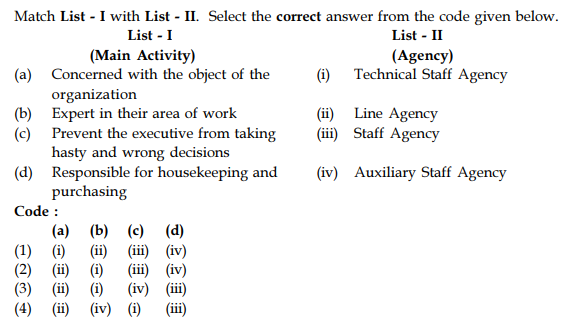 Match List - I with List - II. Select the correct answer from the code given below.
List - I List - II
(Main Activity) (Agency)
(a) Concerned with the object of the (i) Technical Staff Agency
organization
(b) Expert in their area of work (ii) Line Agency
(c) Prevent the executive from taking (iii) Staff Agency
hasty and wrong decisions
(d) Responsible for housekeeping and (iv) Auxiliary Staff Agency
purchasing
Code :
(a) (b) (c) (d)
(1) (i) (ii) (iii) (iv)
(2) (ii) (i) (iii) (iv)
(3) (ii) (i) (iv) (iii)
(4) (ii) (iv) (i) (iii)